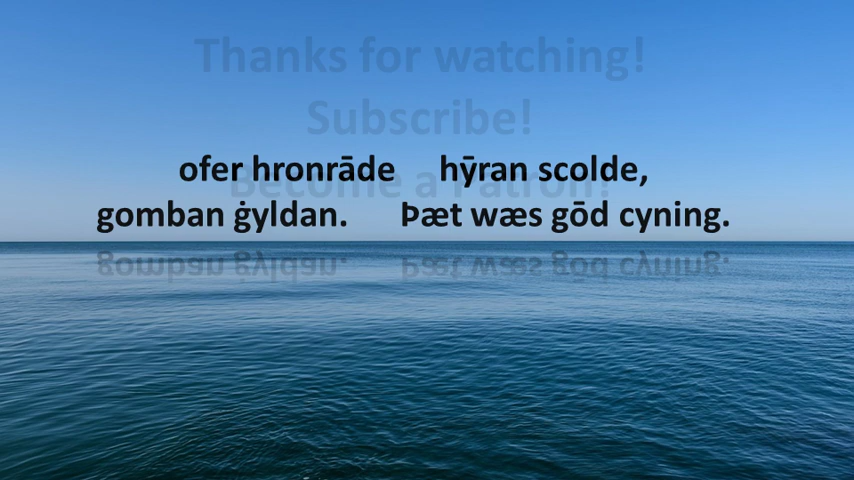 Thanks for watching!
Subscribe!
Become a Patron!
ofer hronrāde hȳran scolde,
gomban ġyldan. Þæt wæs gōd cyning.